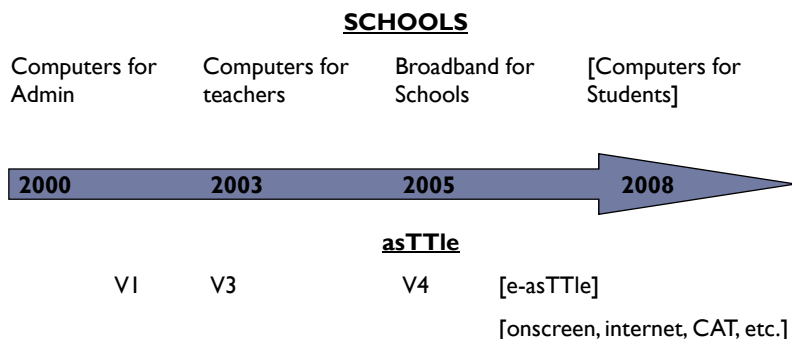 SCHOOLS
Computers for Admin
Computers for teachers
Broadband for Schools
[Computers for Students]
2000 2003 2005 2008
asTTle
V1 V3 V4 [e-asTTle]
[onscreen, internet, CAT, etc.]